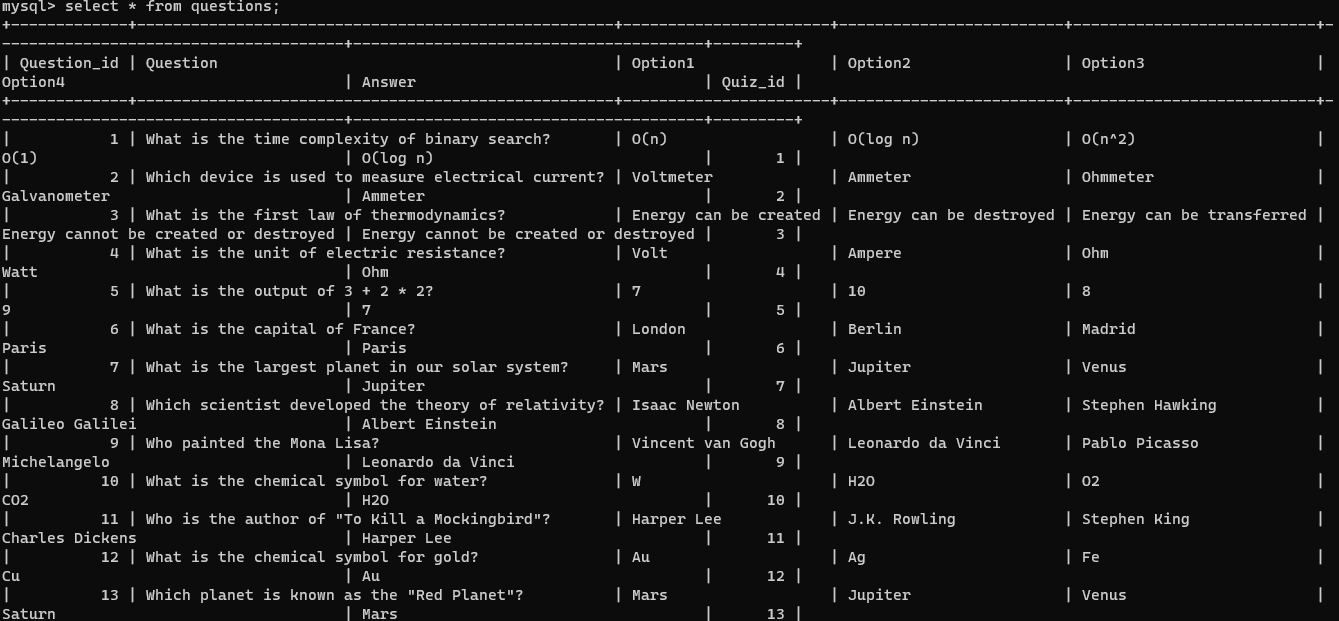 mysql> select * from questions;
+-------------+-----------------------------------------------------+-----------------------+-------------------------+---------------------------+-
--------------------------------------+---------------------------------------+---------+
| Question_id | Question                                            | Option1               | Option2                 | Option3                   |
Option4                               | Answer                                | Quiz_id |
+-------------+-----------------------------------------------------+-----------------------+-------------------------+---------------------------+-
--------------------------------------+---------------------------------------+---------+
|           1 | What is the time complexity of binary search?       | O(n)                  | O(log n)                | O(n^2)                    |
O(1)                                  | O(log n)                              |       1 |
|           2 | Which device is used to measure electrical current? | Voltmeter             | Ammeter                 | Ohmmeter                  |
Galvanometer                          | Ammeter                               |       2 |
|           3 | What is the first law of thermodynamics?            | Energy can be created | Energy can be destroyed | Energy can be transferred |
Energy cannot be created or destroyed | Energy cannot be created or destroyed |       3 |
|           4 | What is the unit of electric resistance?            | Volt                  | Ampere                  | Ohm                       |
Watt                                  | Ohm                                   |       4 |
|           5 | What is the output of 3 + 2 * 2?                    | 7                     | 10                      | 8                         |
9                                     | 7                                     |       5 |
|           6 | What is the capital of France?                      | London                | Berlin                  | Madrid                    |
Paris                                 | Paris                                 |       6 |
|           7 | What is the largest planet in our solar system?     | Mars                  | Jupiter                 | Venus                     |
Saturn                                | Jupiter                               |       7 |
|           8 | Which scientist developed the theory of relativity? | Isaac Newton          | Albert Einstein         | Stephen Hawking           |
Galileo Galilei                       | Albert Einstein                       |       8 |
|           9 | Who painted the Mona Lisa?                          | Vincent van Gogh      | Leonardo da Vinci       | Pablo Picasso             |
Michelangelo                          | Leonardo da Vinci                     |       9 |
|          10 | What is the chemical symbol for water?              | W                     | H2O                     | O2                        |
CO2                                   | H2O                                   |      10 |
|          11 | Who is the author of "To Kill a Mockingbird"?       | Harper Lee            | J.K. Rowling            | Stephen King              |
Charles Dickens                       | Harper Lee                            |      11 |
|          12 | What is the chemical symbol for gold?               | Au                    | Ag                      | Fe                        |
Cu                                    | Au                                    |      12 |
|          13 | Which planet is known as the "Red Planet"?          | Mars                  | Jupiter                 | Venus                     |
Saturn                                | Mars                                  |      13 |